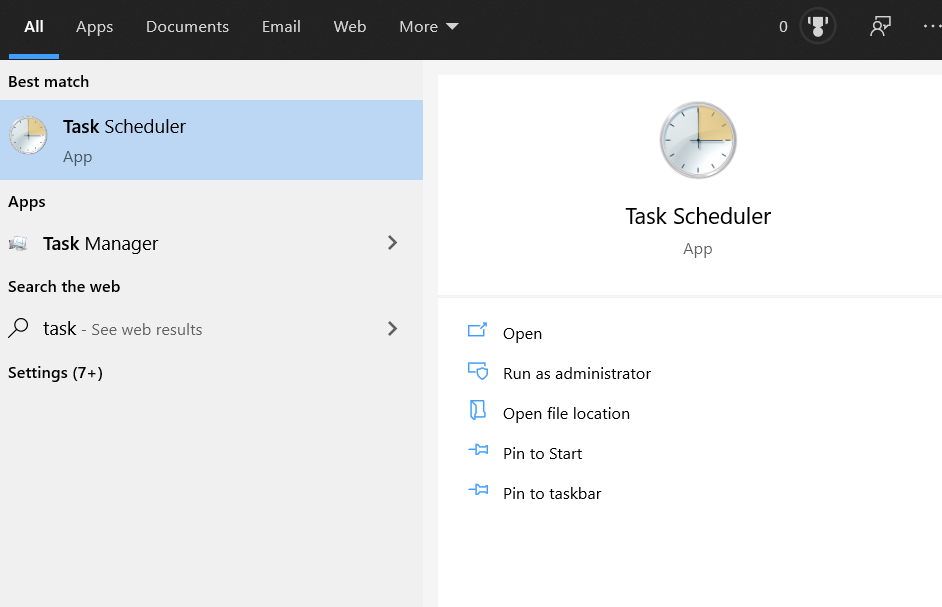 All Apps Documents Email Web More 0
Best match
Task Scheduler
App
Apps
Task Manager
Search the web
task - See web results
Settings (7+)
Task Scheduler
App
Open
Run as administrator
Open file location
Pin to Start
Pin to taskbar